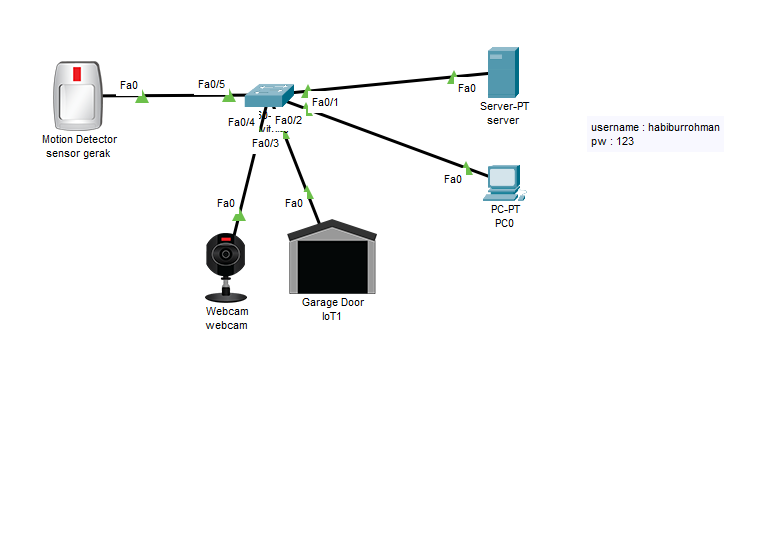 Fa0
Fa0/5
Motion Detector
sensor gerak
Fa0/1
Fa0/4
Fa0/2
Fa0/3
Fa0
Server-PT
server
username : habiburrohman
pw : 123
Fa0
PC-PT
PC0
Fa0
Fa0
Webcam
webcam
Garage Door
IoT1